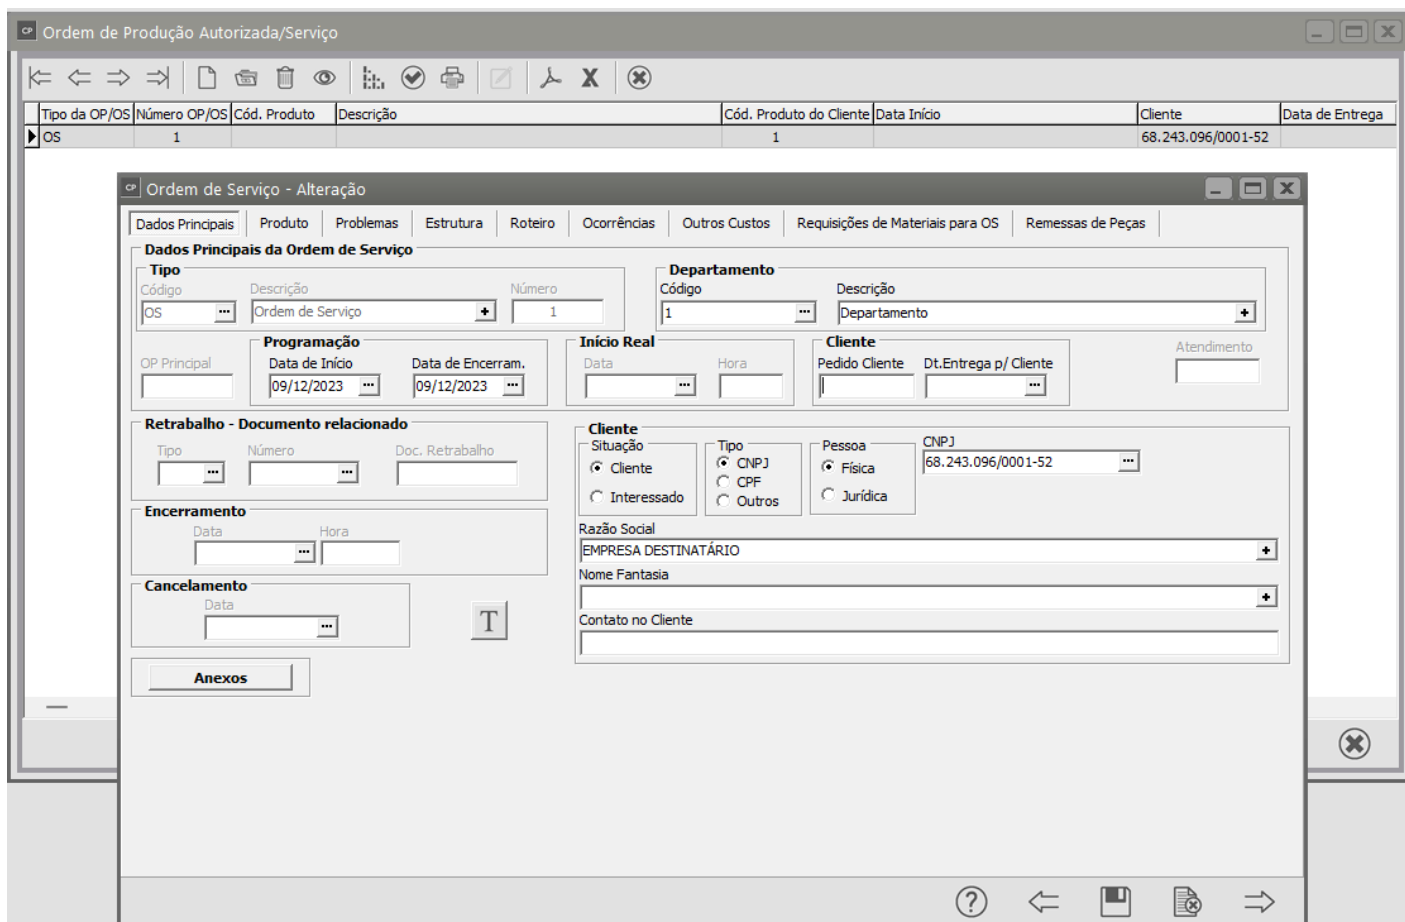 CP Ordem de Produção Autorizada/Serviço
Tipo da OP/OS Número OP/OS Cód. Produto Descrição Cód. Produto do Cliente Data Início Cliente Data de Entrega
OS 1 1 68.243.096/0001-52
CP Ordem de Serviço - Alteração
Dados Principais Produto Problemas Estrutura Roteiro Ocorrências Outros Custos Requisições de Materiais para OS Remessas de Peças
Dados Principais da Ordem de Serviço
Tipo Departamento
Código Descrição Número Código Descrição
OS ... Ordem de Serviço + 1 1 ... Departamento +
Programação Início Real Cliente
OP Principal Data de Início Data de Encerram. Data Hora Pedido Cliente Dt.Entrega p/ Cliente Atendimento
09/12/2023 ... 09/12/2023 ... ... ...
Retrabalho - Documento relacionado
Tipo Número Doc. Retrabalho
... ...
Cliente
Situação Tipo Pessoa CNPJ
Cliente CNPJ Física 68.243.096/0001-52 ...
CPF
Interessado Outros Jurídica
Encerramento
Data Hora
...
Razão Social
EMPRESA DESTINATÁRIO +
Nome Fantasia
+
Contato no Cliente
Cancelamento
Data
...
T
Anexos
?